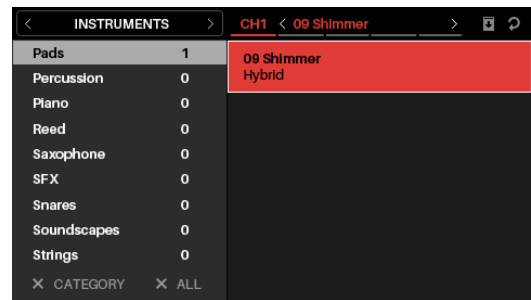 < INSTRUMENTS > CH1 < 09 Shimmer >
Pads 1
Percussion 0
Piano 0
Reed 0
Saxophone 0
SFX 0
Snares 0
Soundscapes 0
Strings 0
✕ CATEGORY ✕ ALL
09 Shimmer
Hybrid